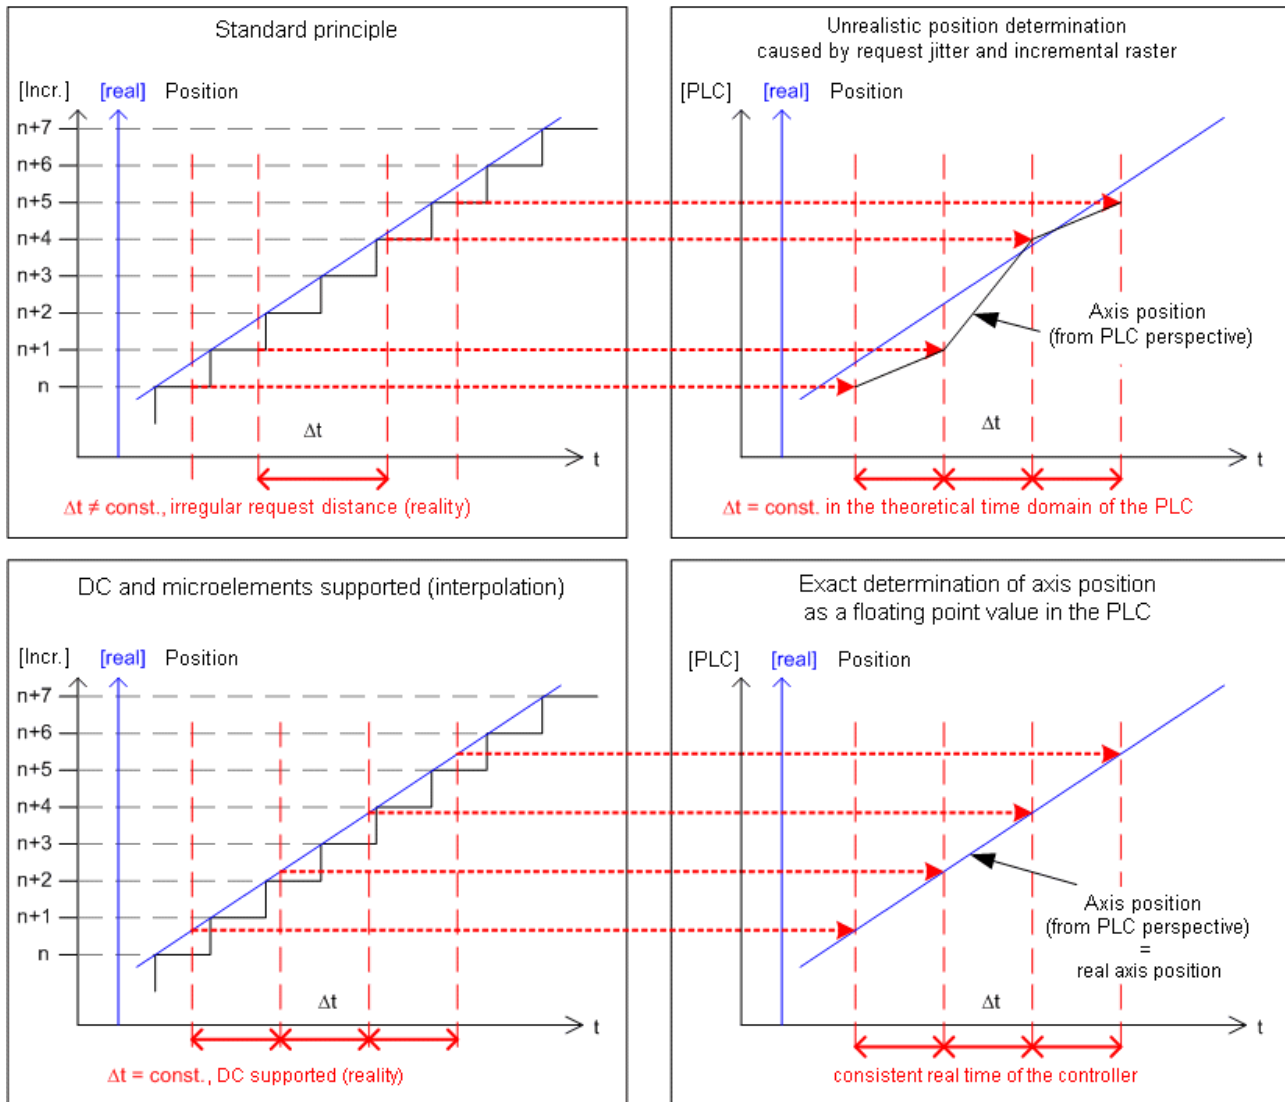 Standard principle
[Incr.] [real] Position
n+7
n+6
n+5
n+4
n+3
n+2
n+1
n
Δt
t
Δt ≠ const., irregular request distance (reality)
Unrealistic position determination
caused by request jitter and incremental raster
[PLC] [real] Position
Axis position
(from PLC perspective)
Δt
t
Δt = const. in the theoretical time domain of the PLC
DC and microelements supported (interpolation)
[Incr.] [real] Position
n+7
n+6
n+5
n+4
n+3
n+2
n+1
n
Δt
t
Δt = const., DC supported (reality)
Exact determination of axis position
as a floating point value in the PLC
[PLC] [real] Position
Axis position
(from PLC perspective)
=
real axis position
Δt
t
consistent real time of the controller